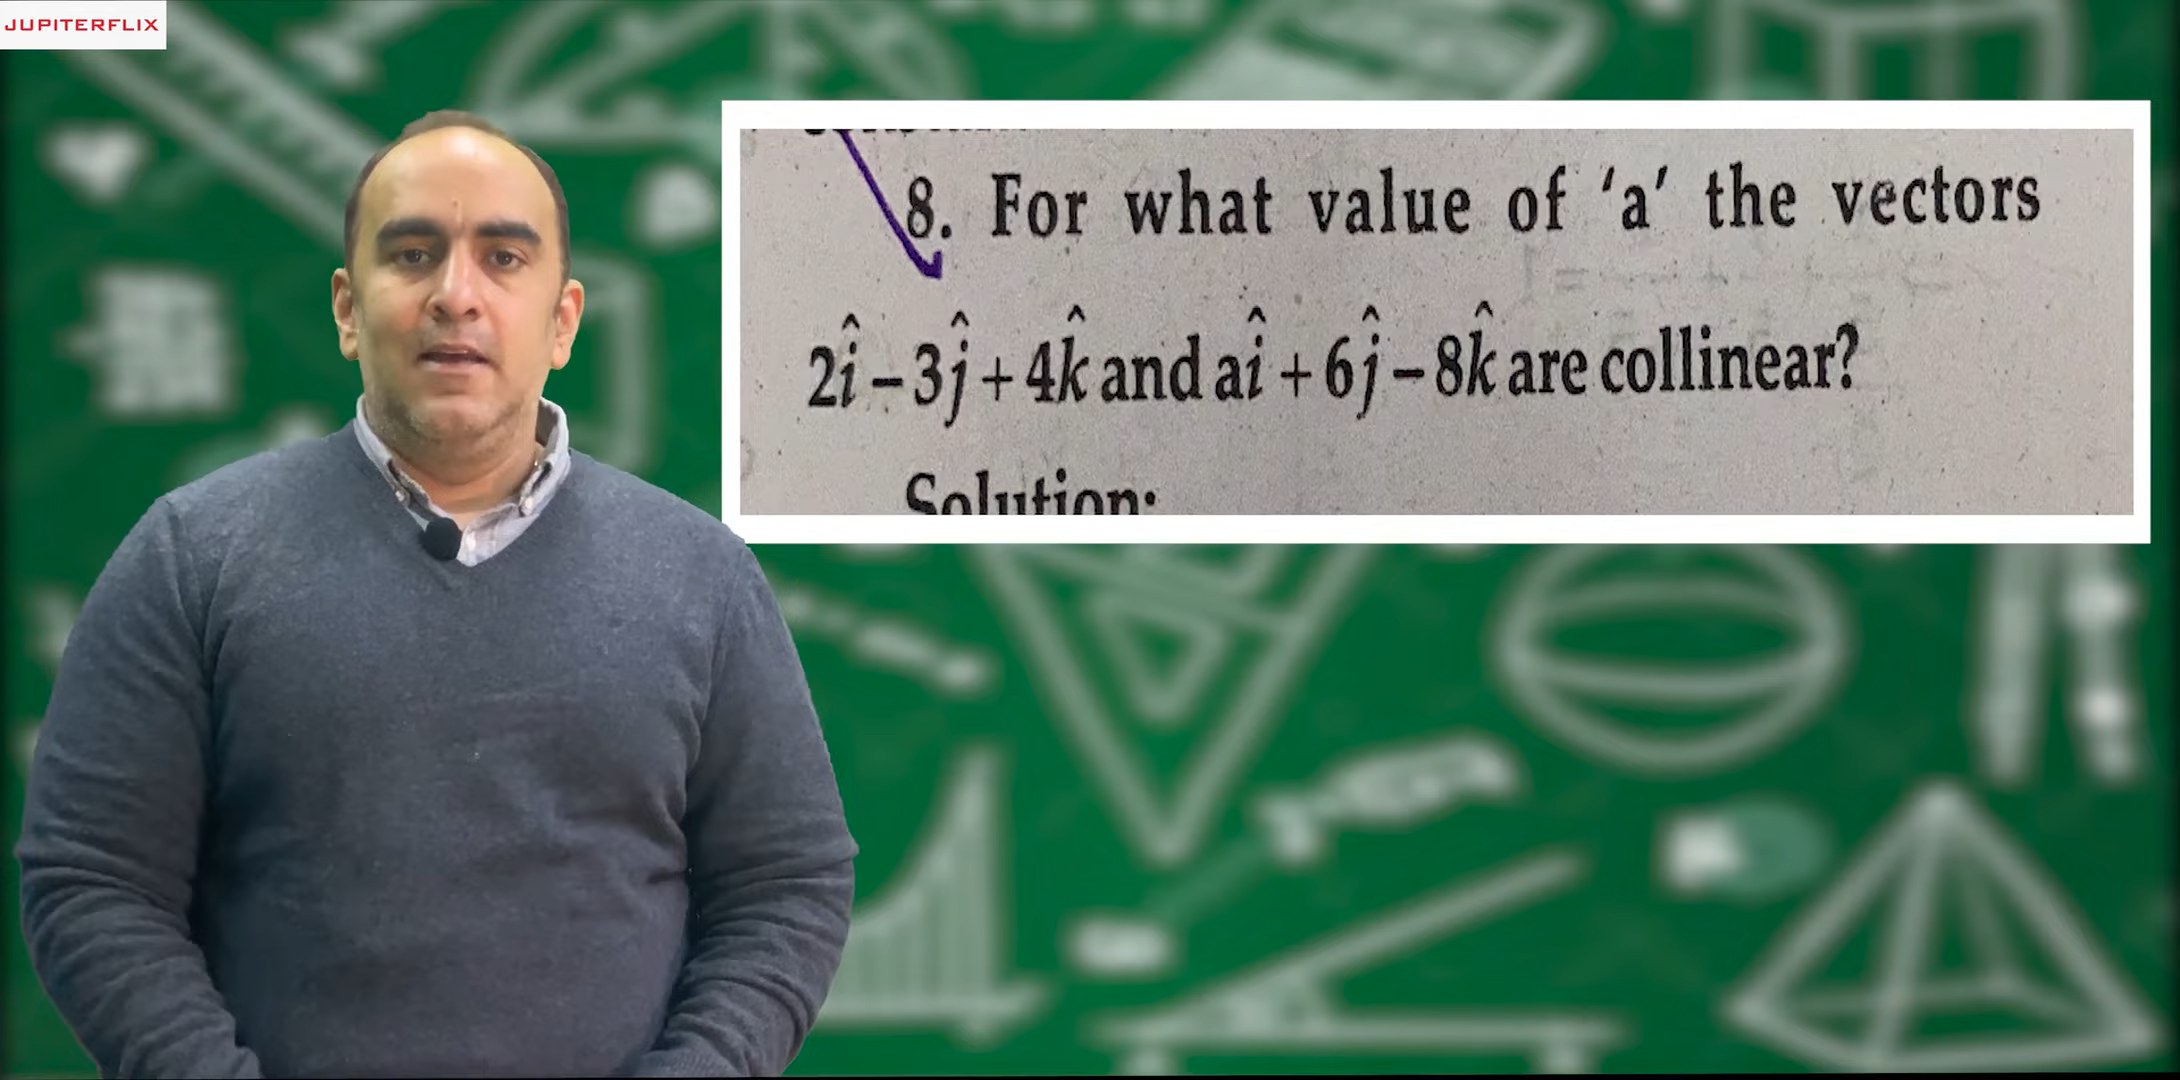 JUPITERFLIX
8. For what value of ‘a’ the vectors
2î – 3ĵ + 4k̂ and aî + 6ĵ – 8k̂ are collinear?
Solution: